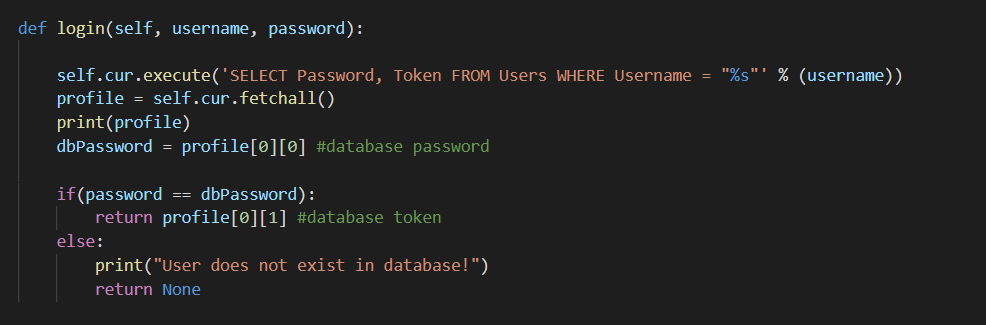 def login(self, username, password):
self.cur.execute('SELECT Password, Token FROM Users WHERE Username = "%s"' % (username))
profile = self.cur.fetchall()
print(profile)
dbPassword = profile[0][0] #database password
if(password == dbPassword):
return profile[0][1] #database token
else:
print("User does not exist in database!")
return None